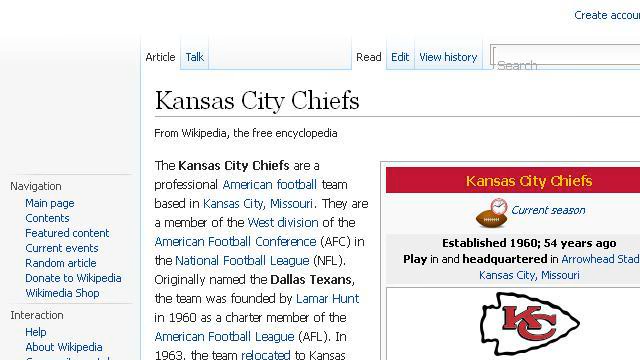 Create accou
Article Talk Read Edit View history Search
Kansas City Chiefs
From Wikipedia, the free encyclopedia
The Kansas City Chiefs are a
professional American football team
based in Kansas City, Missouri. They are
a member of the West division of the
American Football Conference (AFC) in
the National Football League (NFL).
Originally named the Dallas Texans,
the team was founded by Lamar Hunt
in 1960 as a charter member of the
American Football League (AFL). In
1963, the team relocated to Kansas
Kansas City Chiefs
Current season
Established 1960; 54 years ago
Play in and headquartered in Arrowhead Stad
Kansas City, Missouri
KC
Navigation
Main page
Contents
Featured content
Current events
Random article
Donate to Wikipedia
Wikimedia Shop
Interaction
Help
About Wikipedia